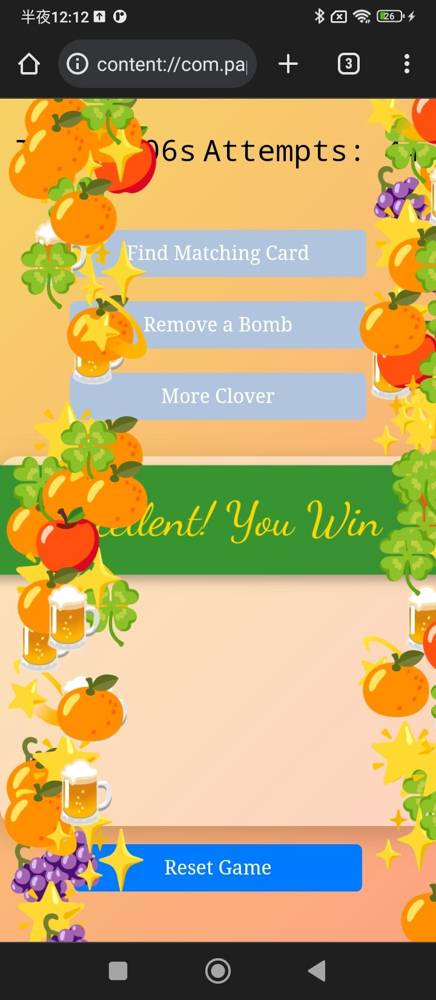 半夜12:12
26
content://com.pa
3
06s Attempts:
Find Matching Card
Remove a Bomb
More Clover
You Win
Reset Game